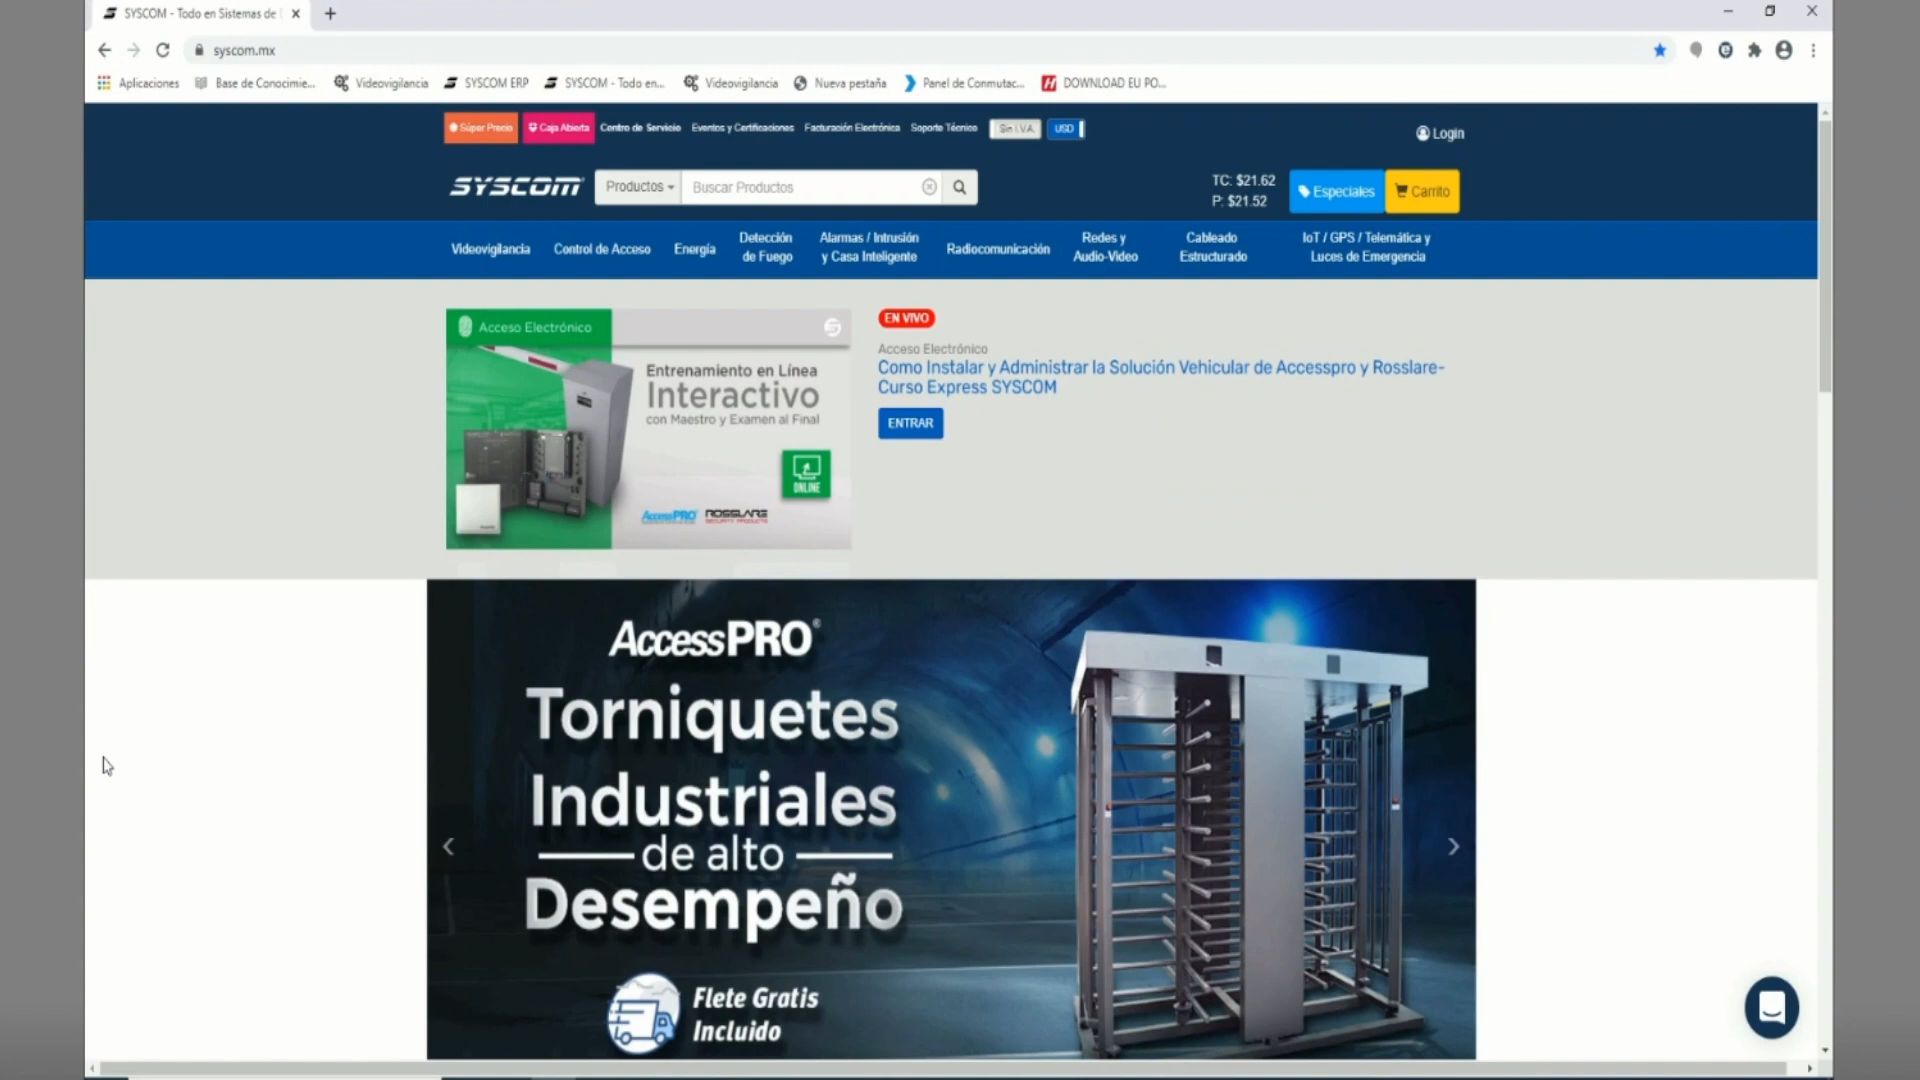 SYSCOM - Todo en Sistemas de
syscom.mx
Aplicaciones
Base de Conocimie...
Videovigilancia
SYSCOM ERP
SYSCOM - Todo en...
Videovigilancia
Nueva pestaña
Panel de Conmutac...
DOWNLOAD EU PO...
Súper Precio
Caja Abierta
Centro de Servicio
Eventos y Certificaciones
Facturación Electrónica
Soporte Técnico
Sin I.V.A.
USD
Login
SYSCOM
Productos
Buscar Productos
TC: $21.62
P: $21.52
Especiales
Carrito
Videovigilancia
Control de Acceso
Energía
Detección
de Fuego
Alarmas / Intrusión
y Casa Inteligente
Radiocomunicación
Redes y
Audio-Video
Cableado
Estructurado
IoT / GPS / Telemática y
Luces de Emergencia
Acceso Electrónico
Entrenamiento en Línea
Interactivo
con Maestro y Examen al Final
ONLINE
AccessPRO
ROSSLARE
SECURITY PRODUCTS
EN VIVO
Acceso Electrónico
Como Instalar y Administrar la Solución Vehicular de Accesspro y Rosslare-
Curso Express SYSCOM
ENTRAR
AccessPRO®
Torniquetes
Industriales
de alto
Desempeño
Flete Gratis
Incluido